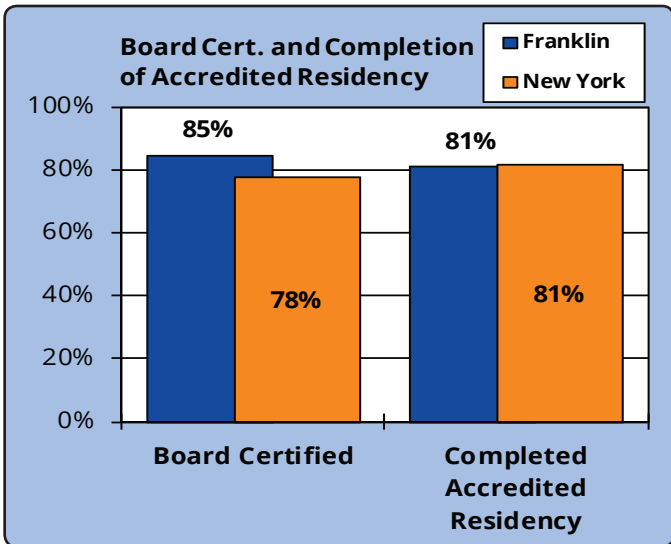 Board Cert. and Completion
of Accredited Residency
Franklin
New York
100%
80%
60%
40%
20%
0%
85%
78%
81%
81%
Board Certified
Completed
Accredited
Residency